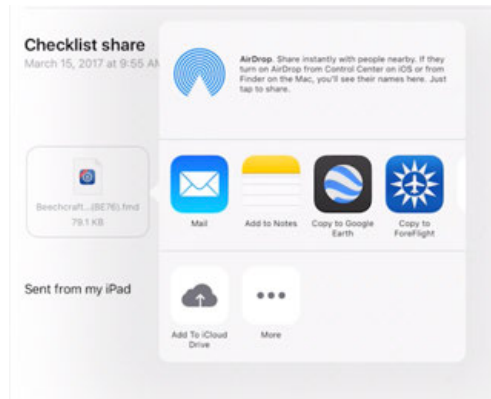 Checklist share
March 15, 2017 at 9:55 AM
AirDrop. Share instantly with people nearby. If they
turn on AirDrop from Control Center on iOS or from
Finder on the Mac, you'll see their names here. Just
tap to share.
Beechcraft...(BE76).fmd
79.1 KB
Mail
Add to Notes
Copy to Google
Earth
Copy to
ForeFlight
Sent from my iPad
Add To iCloud
Drive
More